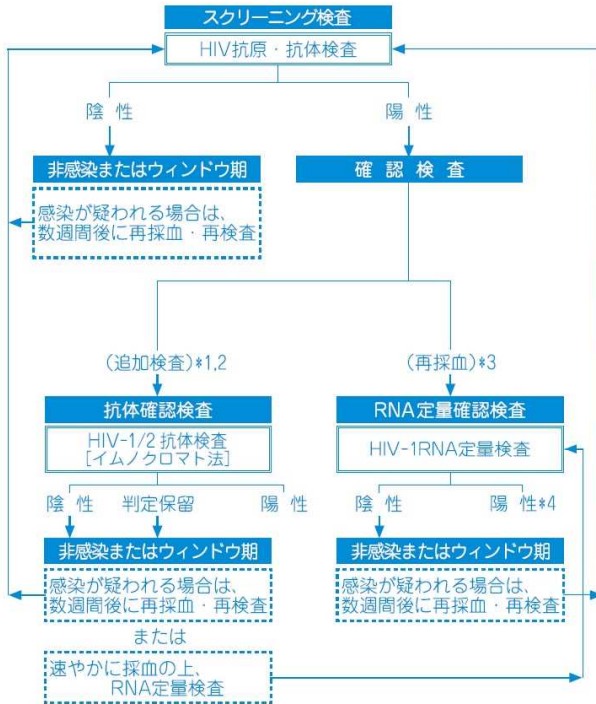 スクリーニング検査
HIV抗原・抗体検査
陰 性
陽 性
非感染またはウィンドウ期
確 認 検 査
感染が疑われる場合は、
数週間後に再採血・再検査
(追加検査)*1,2
(再採血)*3
抗体確認検査
RNA定量確認検査
HIV-1/2 抗体検査
[イムノクロマト法]
HIV-1RNA定量検査
陰 性
判定保留
陽 性
陰 性
陽 性*4
非感染またはウィンドウ期
非感染またはウィンドウ期
感染が疑われる場合は、
数週間後に再採血・再検査
感染が疑われる場合は、
数週間後に再採血・再検査
または
速やかに採血の上、
RNA定量検査